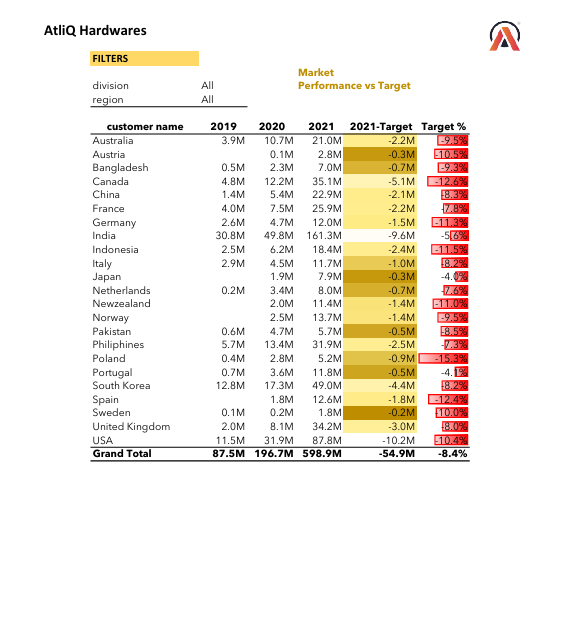 AtliQ Hardwares
FILTERS
Market
Performance vs Target
division All
region All
customer name 2019 2020 2021 2021-Target Target %
Australia 3.9M 10.7M 21.0M -2.2M -9.5%
Austria 0.1M 2.8M -0.3M -10.5%
Bangladesh 0.5M 2.3M 7.0M -0.7M -9.3%
Canada 4.8M 12.2M 35.1M -5.1M -12.6%
China 1.4M 5.4M 22.9M -2.1M -8.3%
France 4.0M 7.5M 25.9M -2.2M -7.8%
Germany 2.6M 4.7M 12.0M -1.5M -11.3%
India 30.8M 49.8M 161.3M -9.6M -5.6%
Indonesia 2.5M 6.2M 18.4M -2.4M -11.5%
Italy 2.9M 4.5M 11.7M -1.0M -8.2%
Japan 1.9M 7.9M -0.3M -4.0%
Netherlands 0.2M 3.4M 8.0M -0.7M -7.6%
Newzealand 2.0M 11.4M -1.4M -11.0%
Norway 2.5M 13.7M -1.4M -9.5%
Pakistan 0.6M 4.7M 5.7M -0.5M -8.5%
Philiphines 5.7M 13.4M 31.9M -2.5M -7.3%
Poland 0.4M 2.8M 5.2M -0.9M -15.3%
Portugal 0.7M 3.6M 11.8M -0.5M -4.1%
South Korea 12.8M 17.3M 49.0M -4.4M -8.2%
Spain 1.8M 12.6M -1.8M -12.4%
Sweden 0.1M 0.2M 1.8M -0.2M -10.0%
United Kingdom 2.0M 8.1M 34.2M -3.0M -8.0%
USA 11.5M 31.9M 87.8M -10.2M -10.4%
Grand Total 87.5M 196.7M 598.9M -54.9M -8.4%